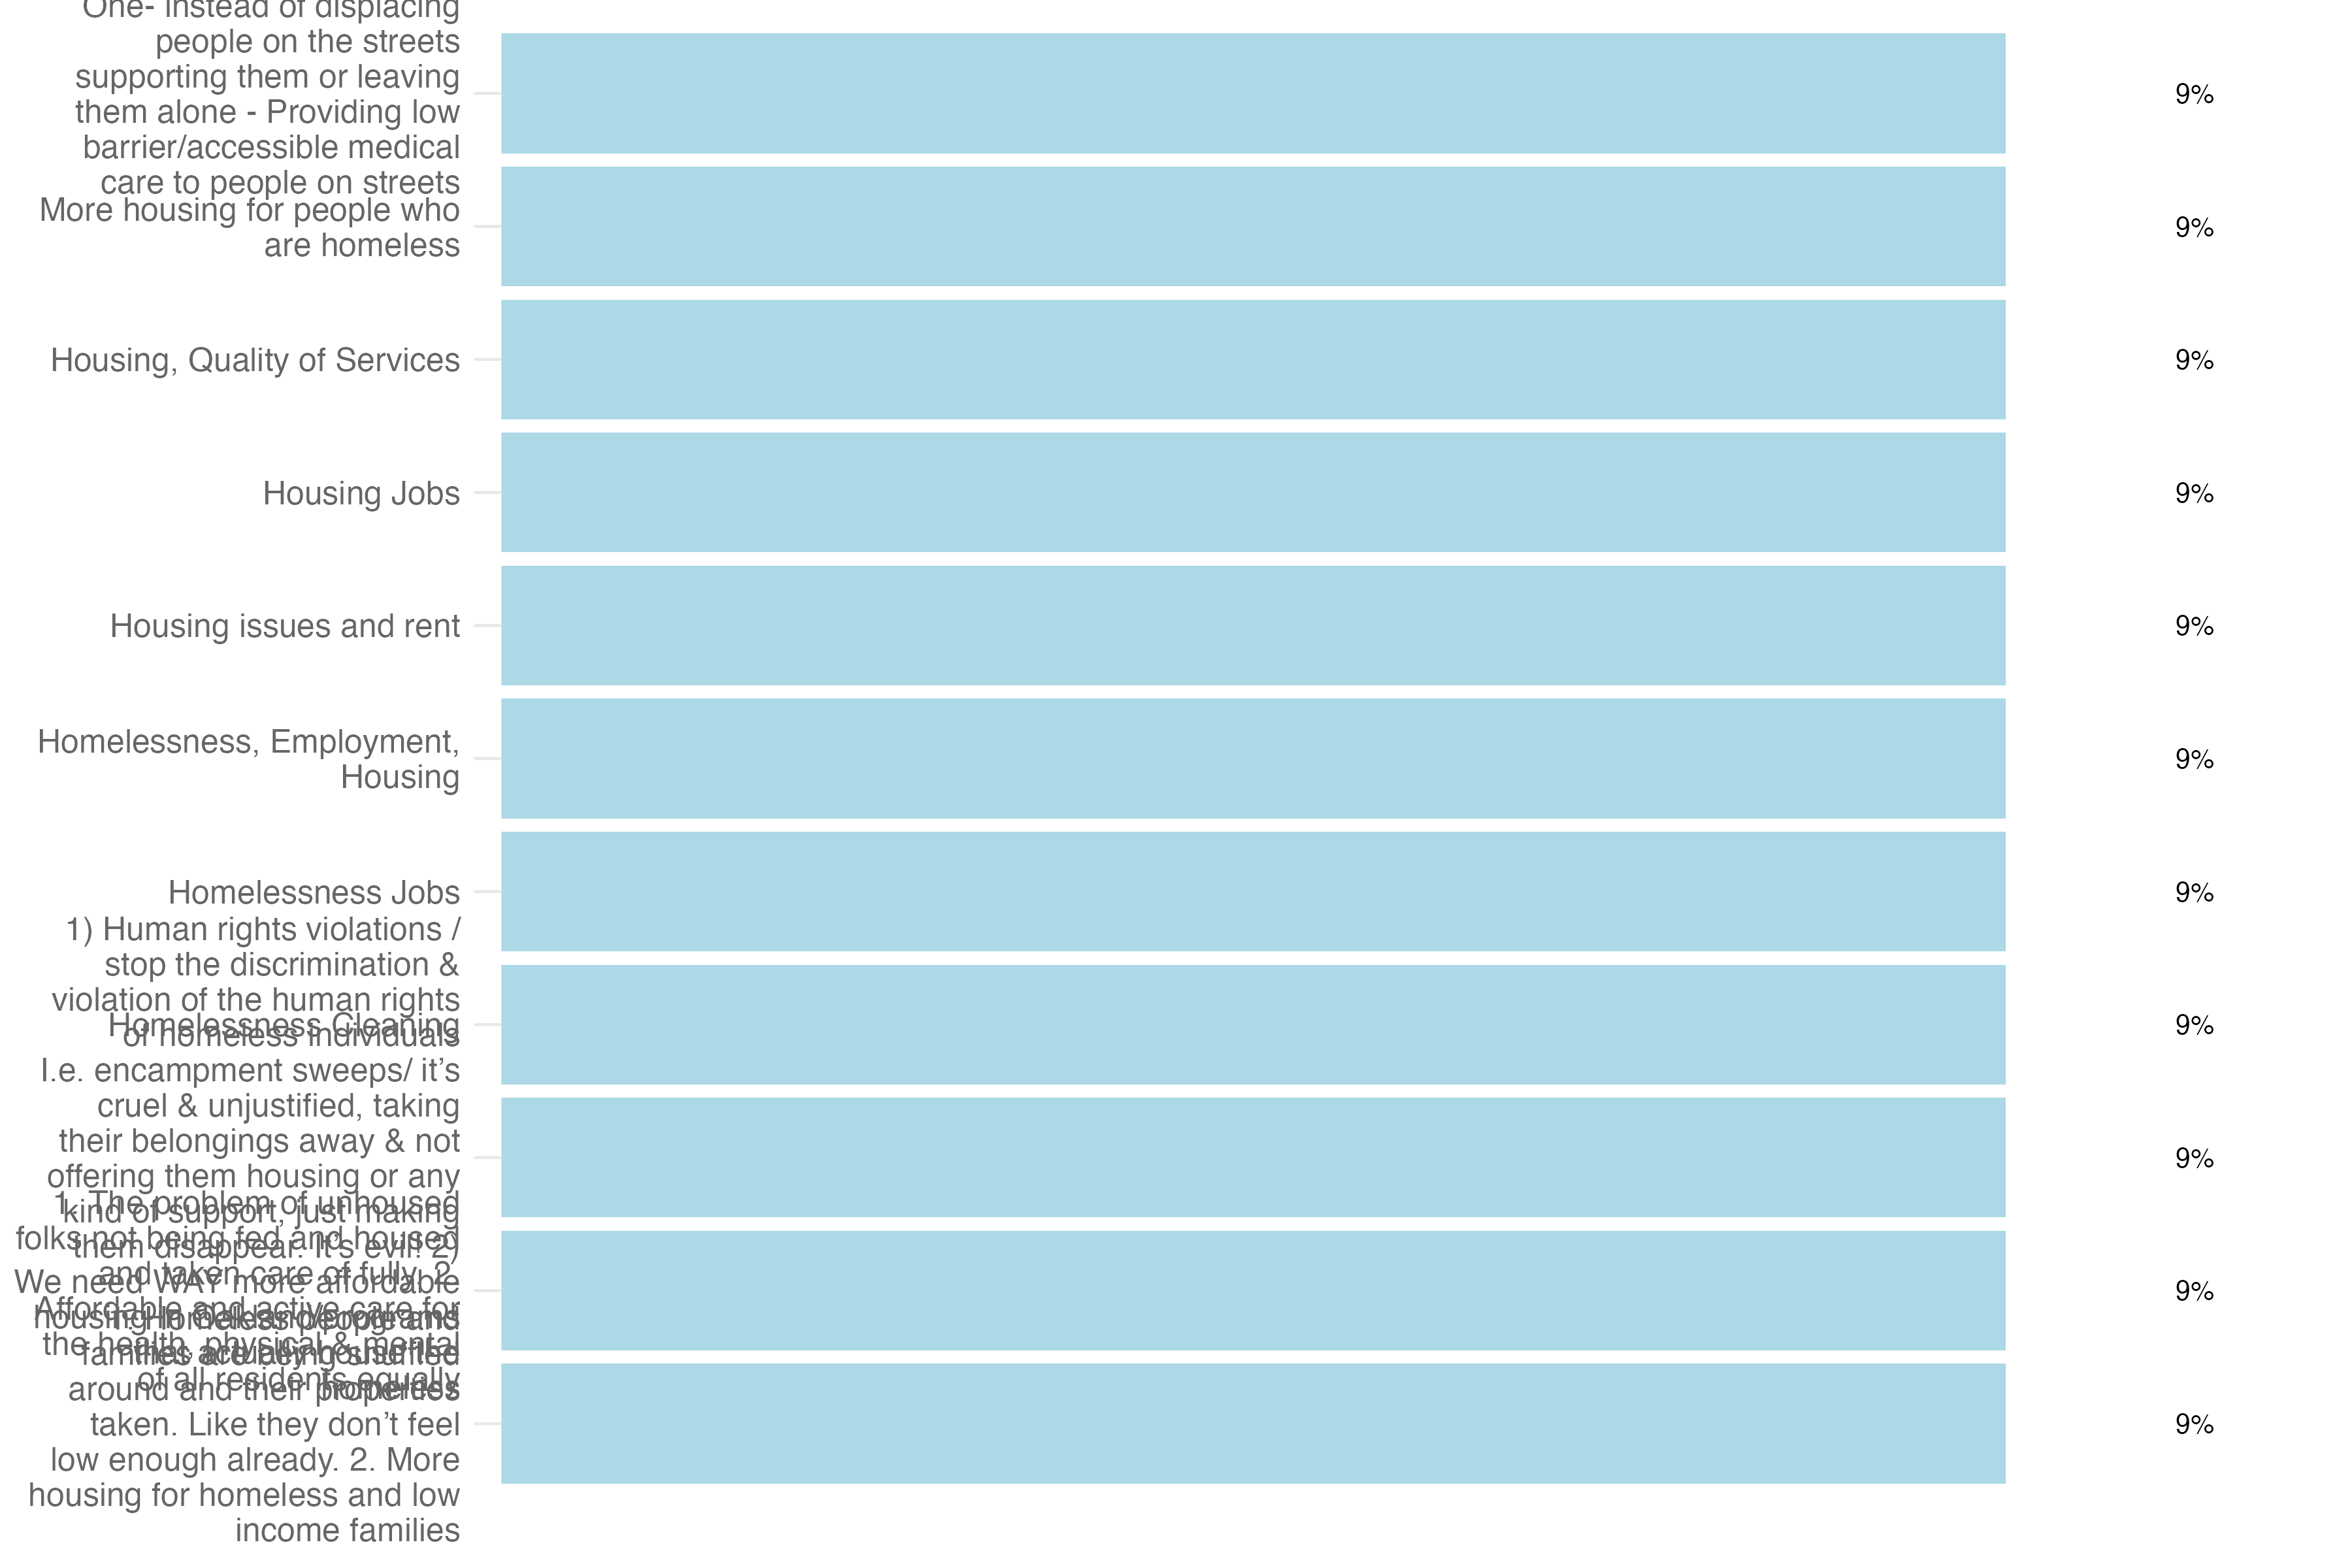 One- instead of displacing
people on the streets
supporting them or leaving
them alone - Providing low
barrier/accessible medical
care to people on streets
9%
More housing for people who
are homeless
9%
Housing, Quality of Services
9%
Housing Jobs
9%
Housing issues and rent
9%
Homelessness, Employment,
Housing
9%
Homelessness Jobs
9%
Homelessness Cleaning
9%
1) Human rights violations /
stop the discrimination &
violation of the human rights
of homeless individuals
I.e. encampment sweeps/ it’s
cruel & unjustified, taking
their belongings away & not
offering them housing or any
kind of support, just making
them disappear. It’s evil! 2)
We need WAY more affordable
housing in
actually house the
homeless
9%
1. The problem of unhoused
folks not being fed and housed
and taken care of fully. 2.
Affordable and active care for
the health, physical & mental
of all residents equally
9%
Homeless people and
families are being shuffled
around and their properties
taken. Like they don’t feel
low enough already. 2. More
housing for homeless and low
income families
9%